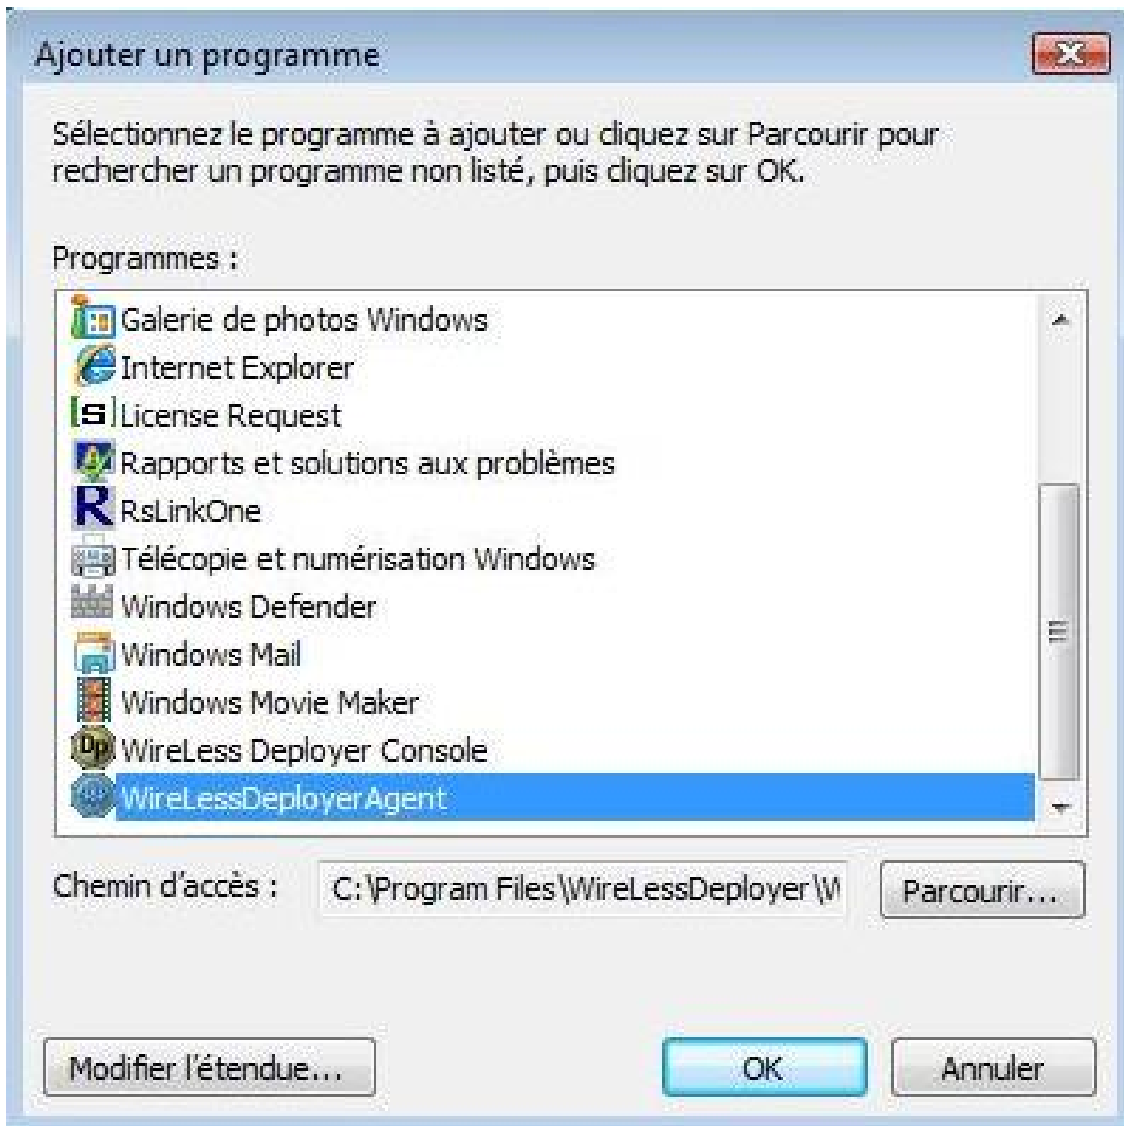 Ajouter un programme
Sélectionnez le programme à ajouter ou cliquez sur Parcourir pour
rechercher un programme non listé, puis cliquez sur OK.
Programmes :
Galerie de photos Windows
Internet Explorer
[S] License Request
Rapports et solutions aux problèmes
R RsLinkOne
Télécopie et numérisation Windows
Windows Defender
Windows Mail
Windows Movie Maker
Dp WireLess Deployer Console
WireLessDeployerAgent
Chemin d'accès : C:\Program Files\WireLessDeployer\W Parcourir...
Modifier l'étendue... OK Annuler